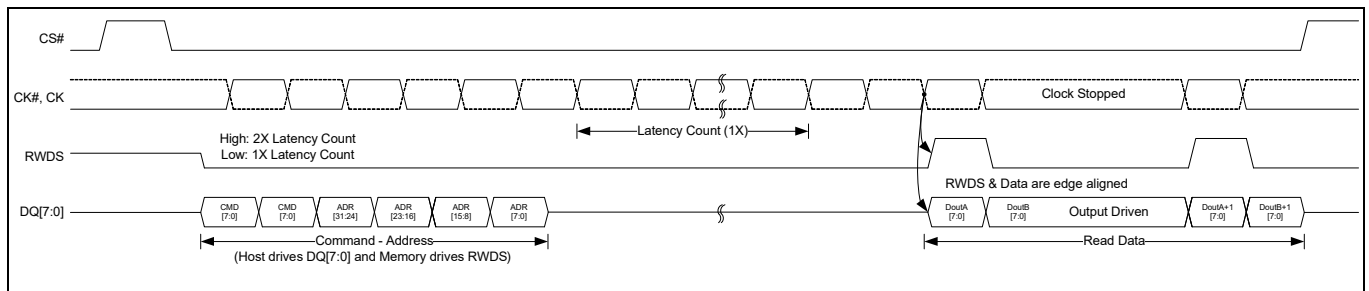 CS#
CK#, CK
Clock Stopped
Latency Count (1X)
High: 2X Latency Count
Low: 1X Latency Count
RWDS
RWDS & Data are edge aligned
DQ[7:0]
CMD [7:0]
CMD [7:0]
ADR [31:24]
ADR [23:16]
ADR [15:8]
ADR [7:0]
DoutA [7:0]
DoutB [7:0]
Output Driven
DoutA+1 [7:0]
DoutB+1 [7:0]
Command - Address
(Host drives DQ[7:0] and Memory drives RWDS)
Read Data